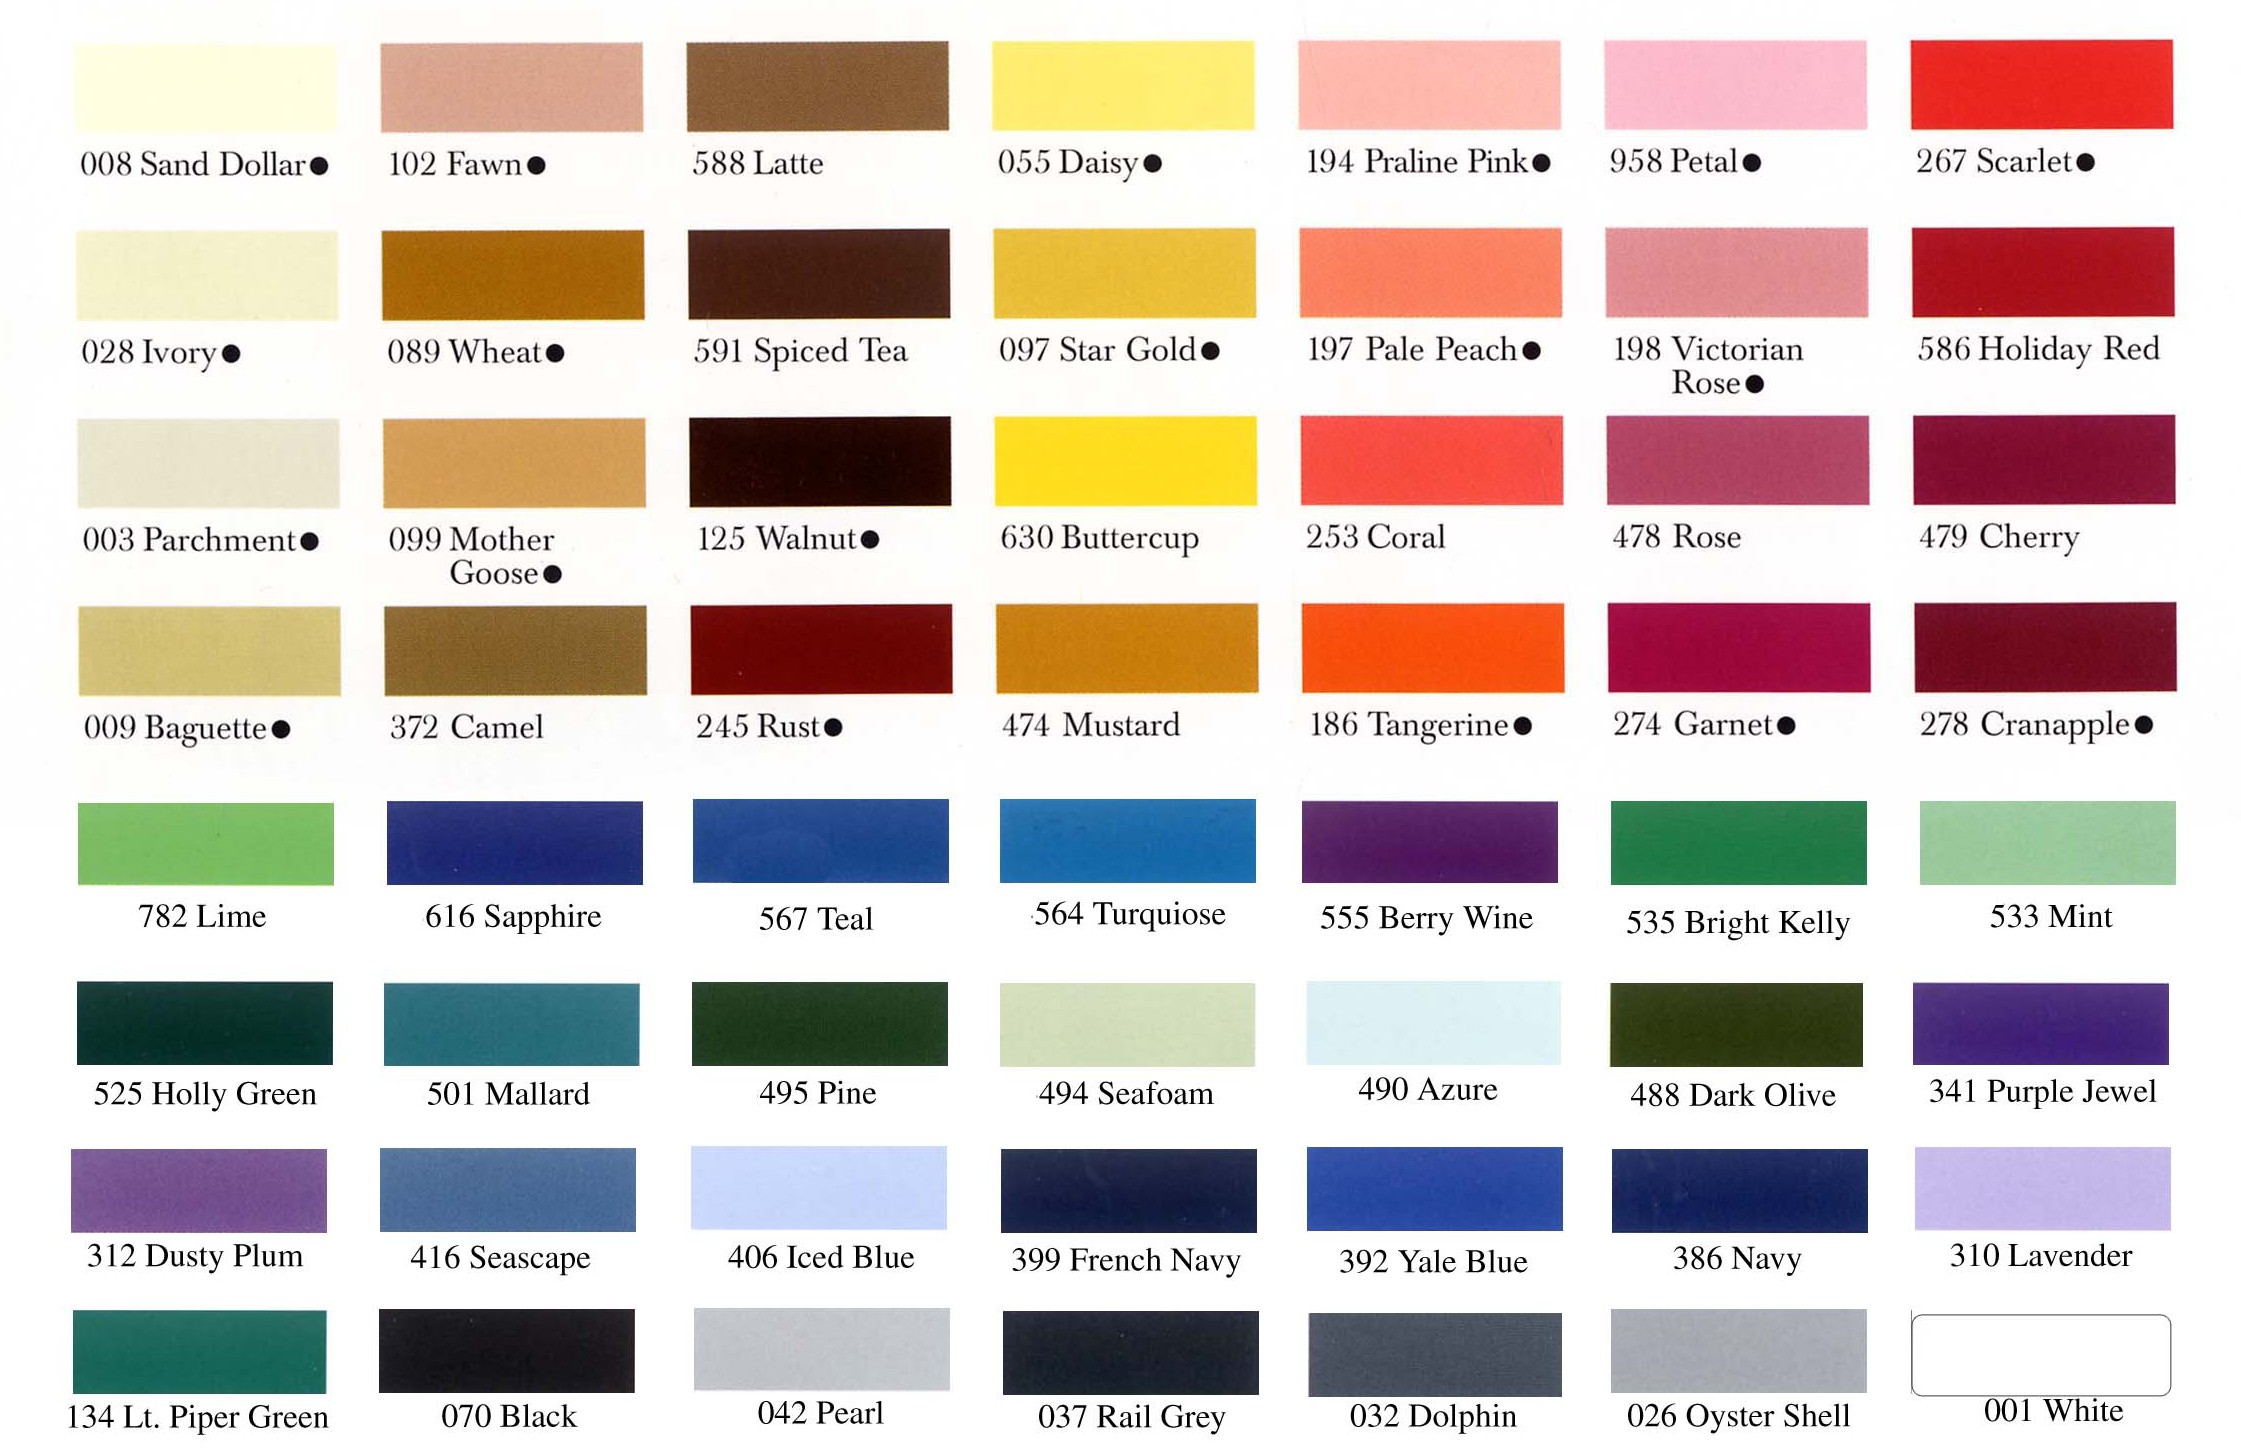 008 Sand Dollar●
102 Fawn●
588 Latte
055 Daisy●
194 Praline Pink●
958 Petal●
267 Scarlet●
028 Ivory●
089 Wheat●
591 Spiced Tea
097 Star Gold●
197 Pale Peach●
198 Victorian
Rose●
586 Holiday Red
003 Parchment●
099 Mother
Goose●
125 Walnut●
630 Buttercup
253 Coral
478 Rose
479 Cherry
009 Baguette●
372 Camel
245 Rust●
474 Mustard
186 Tangerine●
274 Garnet●
278 Cranapple●
782 Lime
616 Sapphire
567 Teal
564 Turquiose
555 Berry Wine
535 Bright Kelly
533 Mint
525 Holly Green
501 Mallard
495 Pine
494 Seafoam
490 Azure
488 Dark Olive
341 Purple Jewel
312 Dusty Plum
416 Seascape
406 Iced Blue
399 French Navy
392 Yale Blue
386 Navy
310 Lavender
134 Lt. Piper Green
070 Black
042 Pearl
037 Rail Grey
032 Dolphin
026 Oyster Shell
001 White